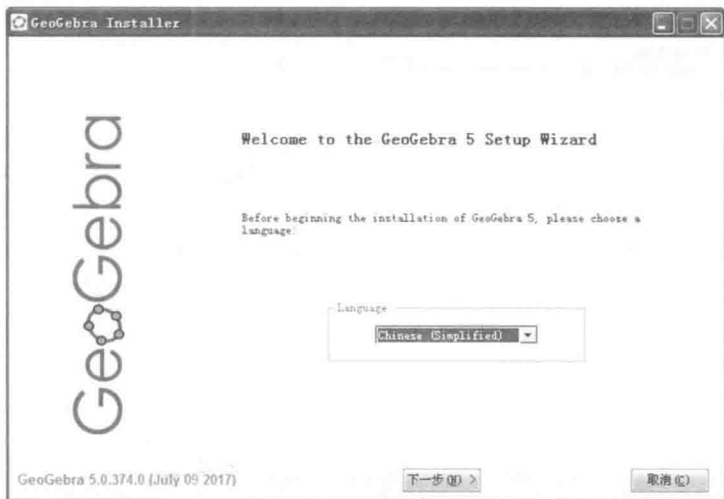 GeoGebra Installer
GeoGebra
Welcome to the GeoGebra 5 Setup Wizard
Before beginning the installation of GeoGebra 5, please choose a
language:
Language
Chinese (Simplified)
GeoGebra 5.0.374.0 (July 09 2017)
下一步(N) >
取消(C)